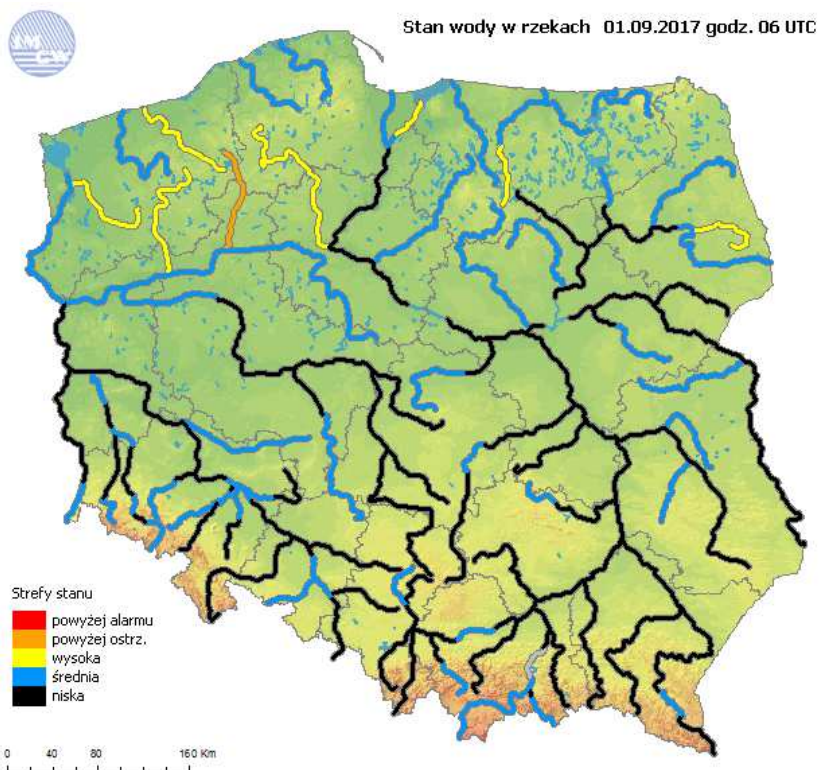 Stan wody w rzekach 01.09.2017 godz. 06 UTC
Strefy stanu
powyżej alarmu
powyżej ostrz.
wysoka
średnia
niska
0 40 80 160 Km